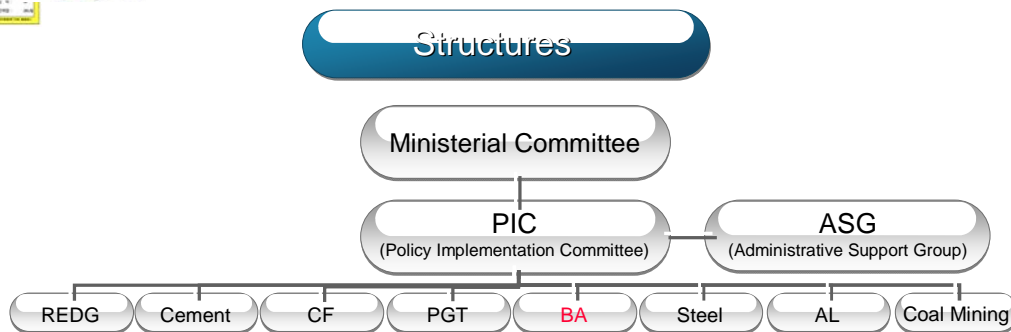 Structures
Ministerial Committee
PIC
(Policy Implementation Committee)
ASG
(Administrative Support Group)
REDG
Cement
CF
PGT
BA
Steel
AL
Coal Mining